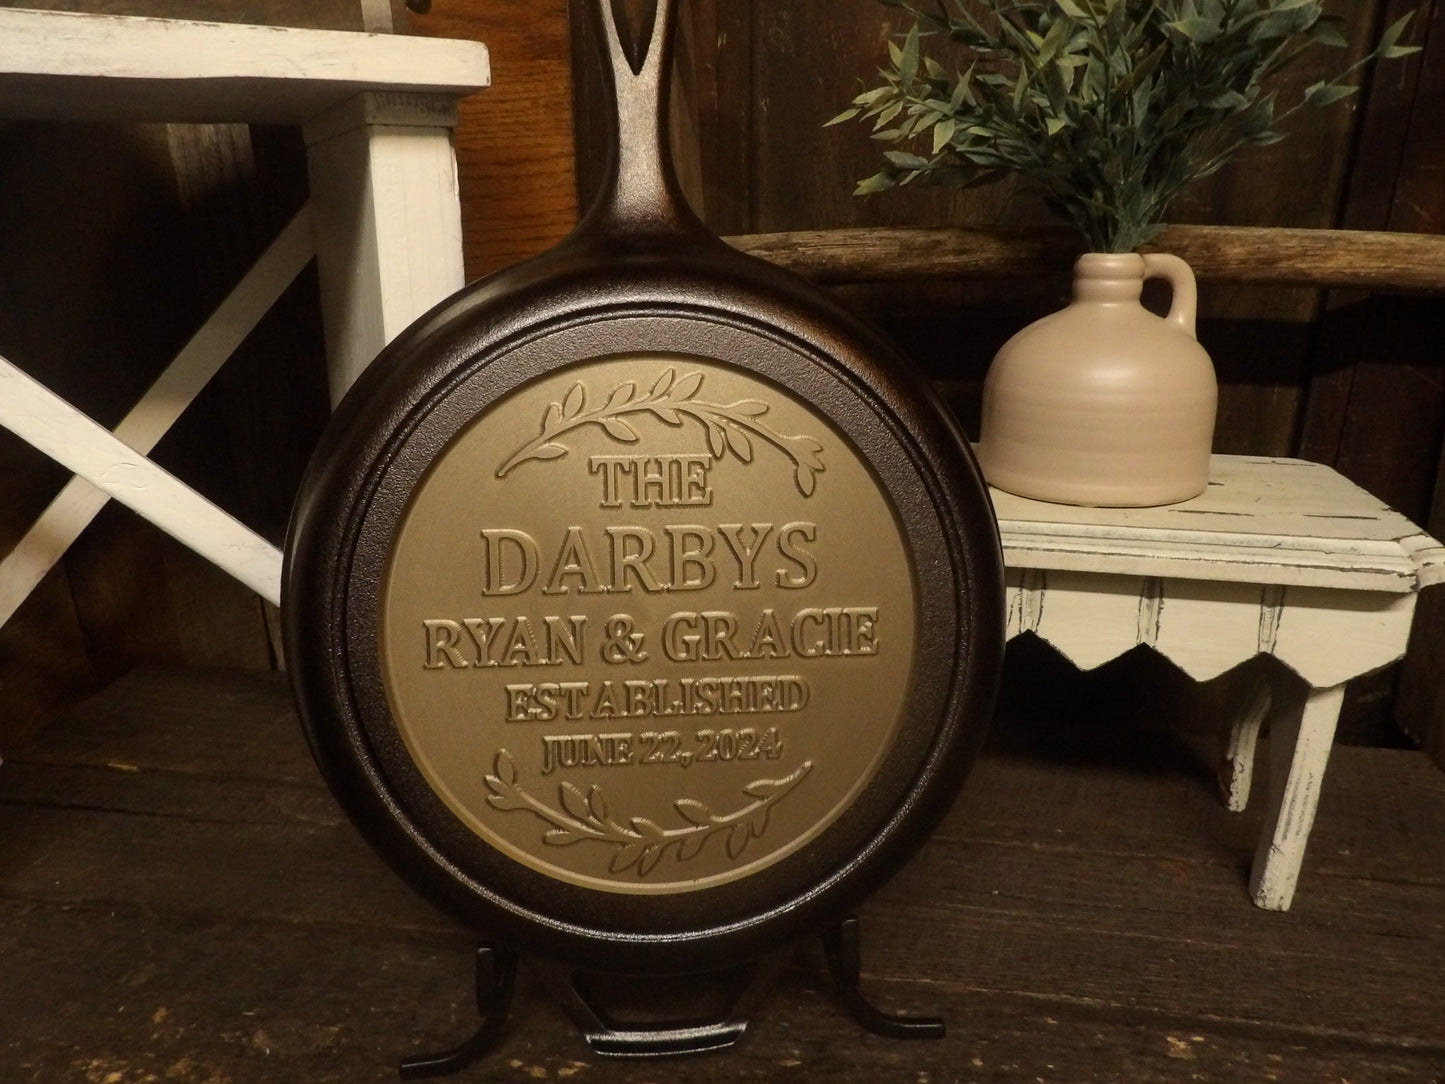 THE
DARBYS
RYAN & GRACIE
ESTABLISHED
JUNE 22, 2024